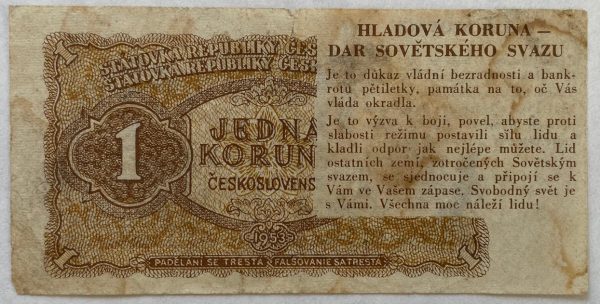 STÁTOVKA REPUBLIKY ČES
STÁTOVKA REPUBLIKY ČES
1
JEDNA
KORUN
ČESKOSLOVENS
1
1953
PADĚLÁNÍ SE TRESTÁ
FALŠOVANIE SA TRESTÁ
HLADOVÁ KORUNA —
DAR SOVĚTSKÉHO SVAZU
Je to důkaz vládní bezradnosti a bank-
rotu pětiletky, památka na to, oč Vás
vláda okradla.
Je to výzva k boji, povel, abyste proti
slabosti režimu postavili sílu lidu a
kladli odpor jak nejlépe můžete. Lid
ostatních zemí, zotročených Sovětským
svazem, se sjednocuje a připojí se k
Vám ve Vašem zápase. Svobodný svět je
s Vámi. Všechna moc náleží lidu!
1